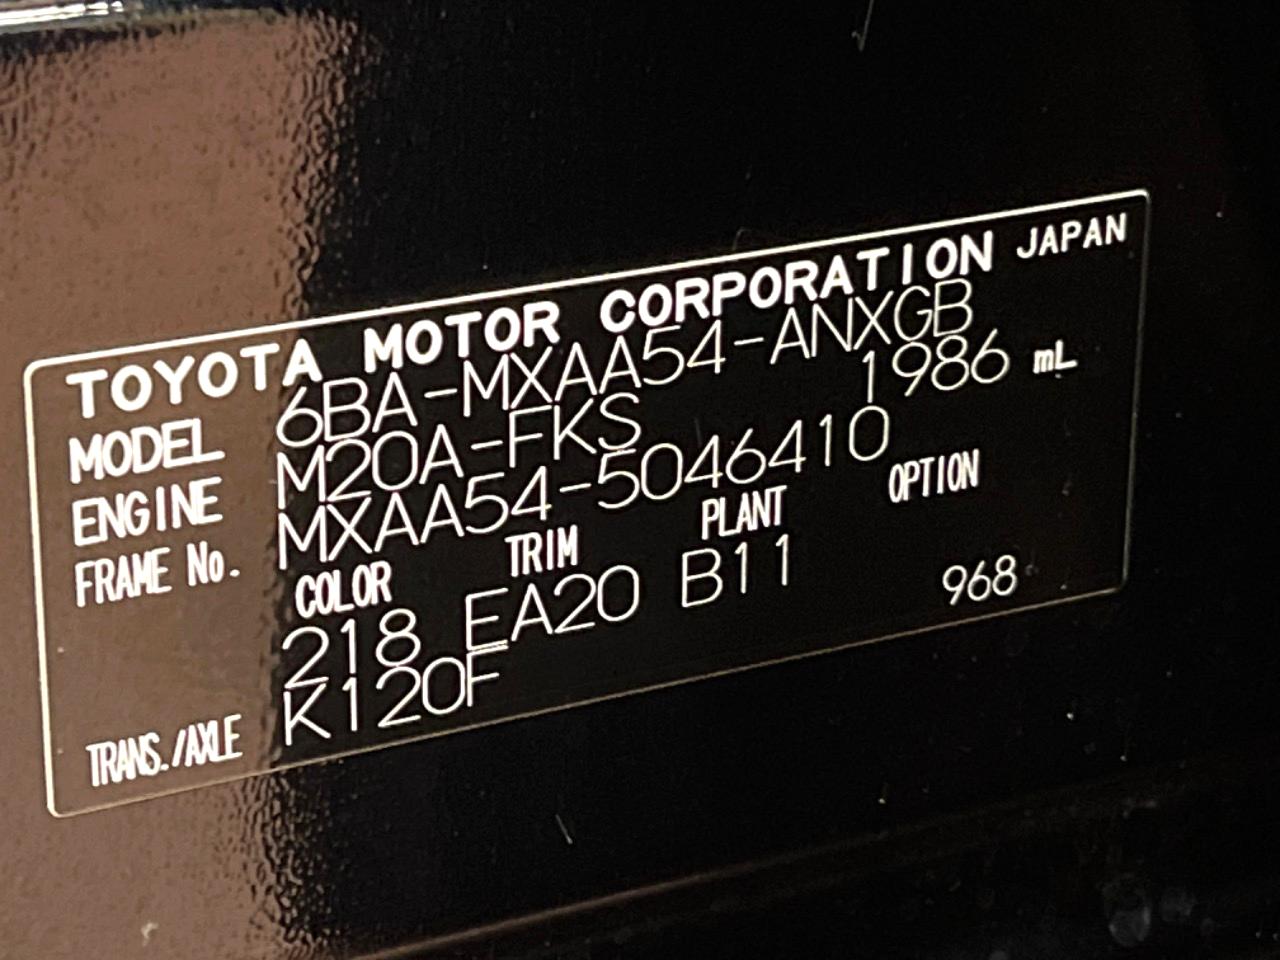 TOYOTA MOTOR CORPORATION JAPAN
MODEL 6BA-MXAA54-ANXGB
ENGINE M20A-FKS 1986 mL
FRAME No. MXAA54-5046410
COLOR TRIM PLANT OPTION
218 EA20 B11 968
TRANS./AXLE K120F